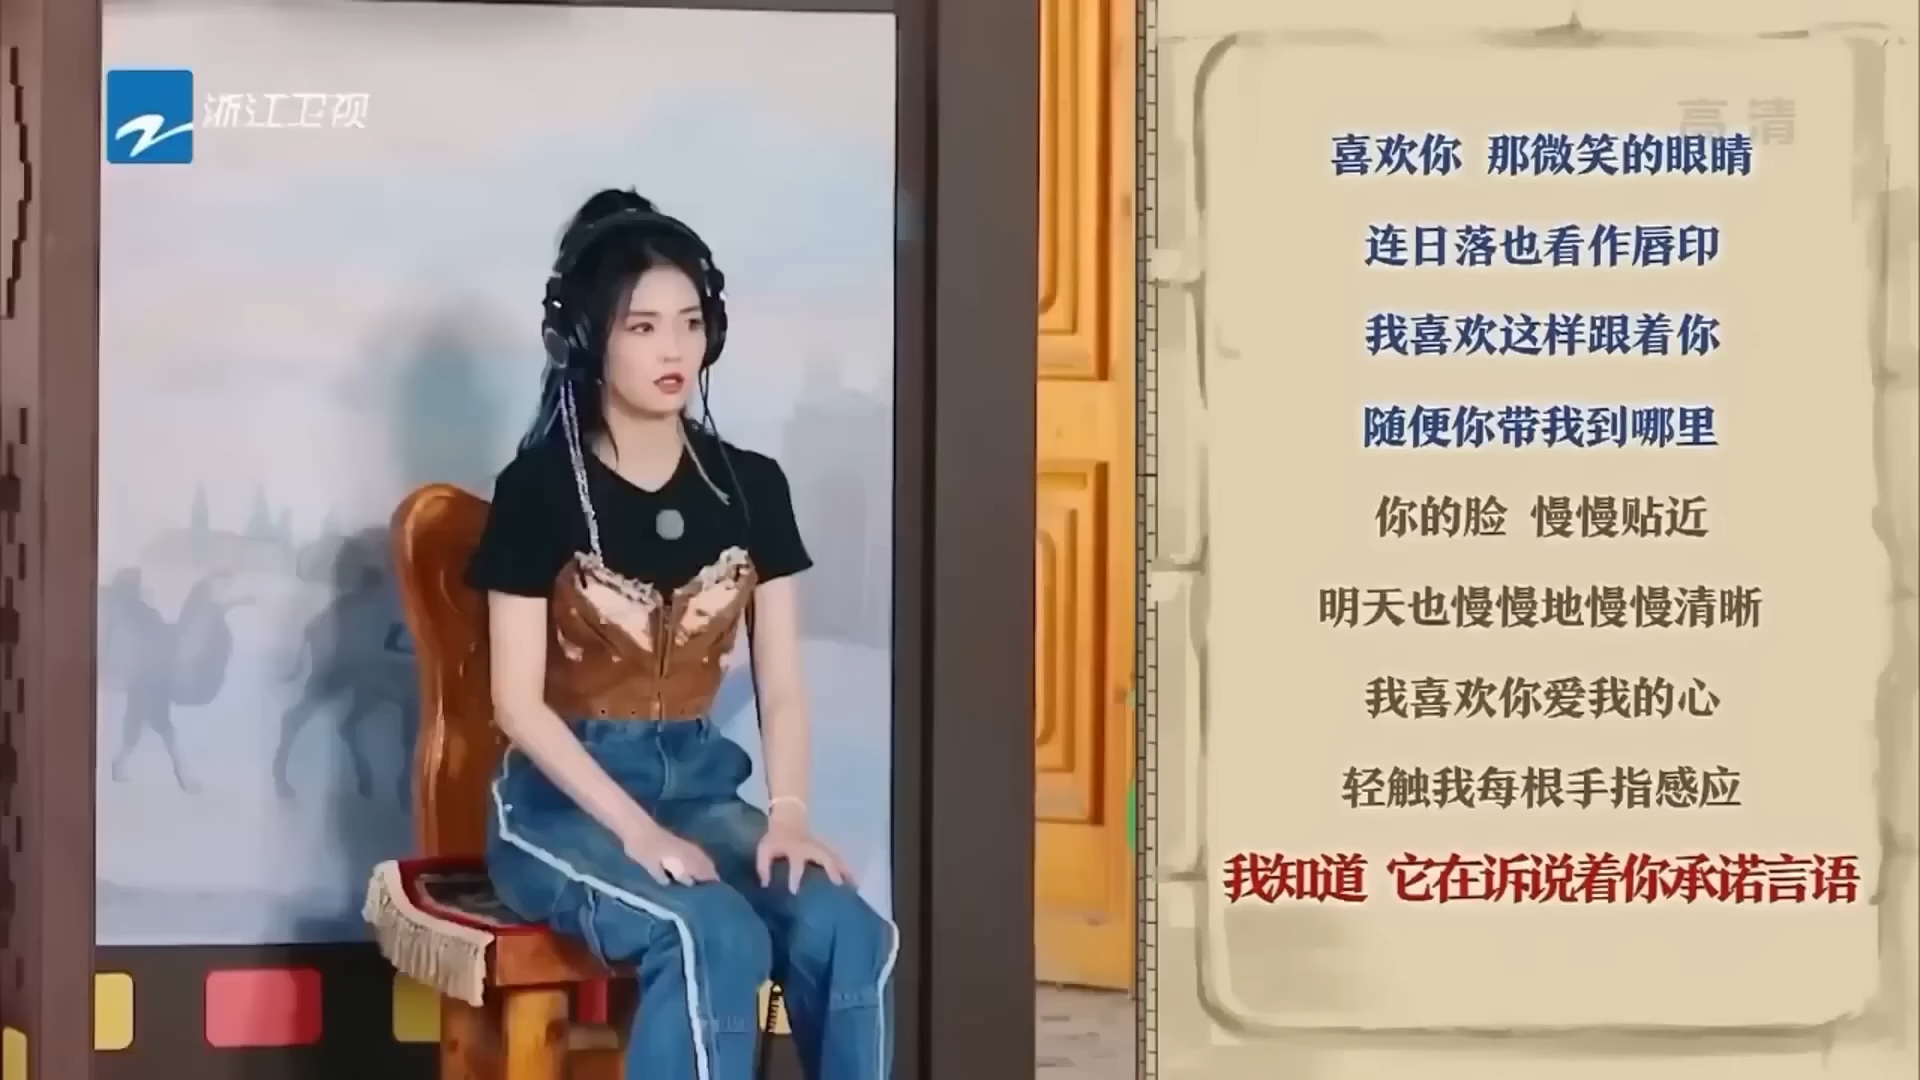 浙江卫视
高清
喜欢你 那微笑的眼睛
连日落也看作唇印
我喜欢这样跟着你
随便你带我到哪里
你的脸 慢慢贴近
明天也慢慢地慢慢清晰
我喜欢你爱我的心
轻触我每根手指感应
我知道 它在诉说着你承诺言语